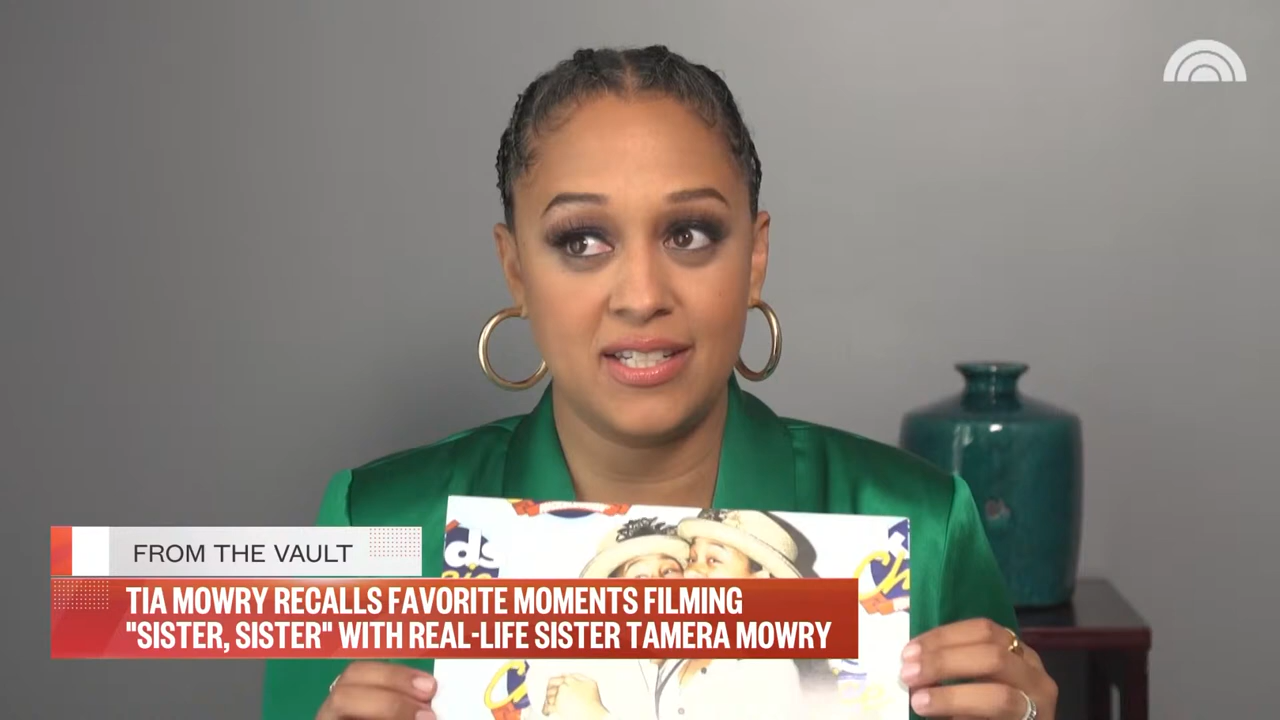 FROM THE VAULT
TIA MOWRY RECALLS FAVORITE MOMENTS FILMING
"SISTER, SISTER" WITH REAL-LIFE SISTER TAMERA MOWRY